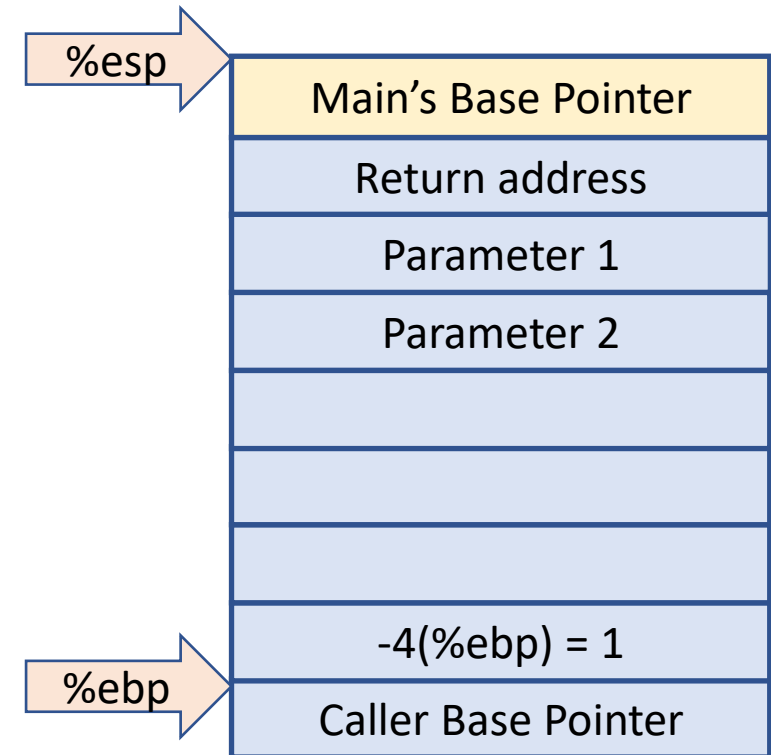 %esp
Main’s Base Pointer
Return address
Parameter 1
Parameter 2
-4(%ebp) = 1
%ebp
Caller Base Pointer